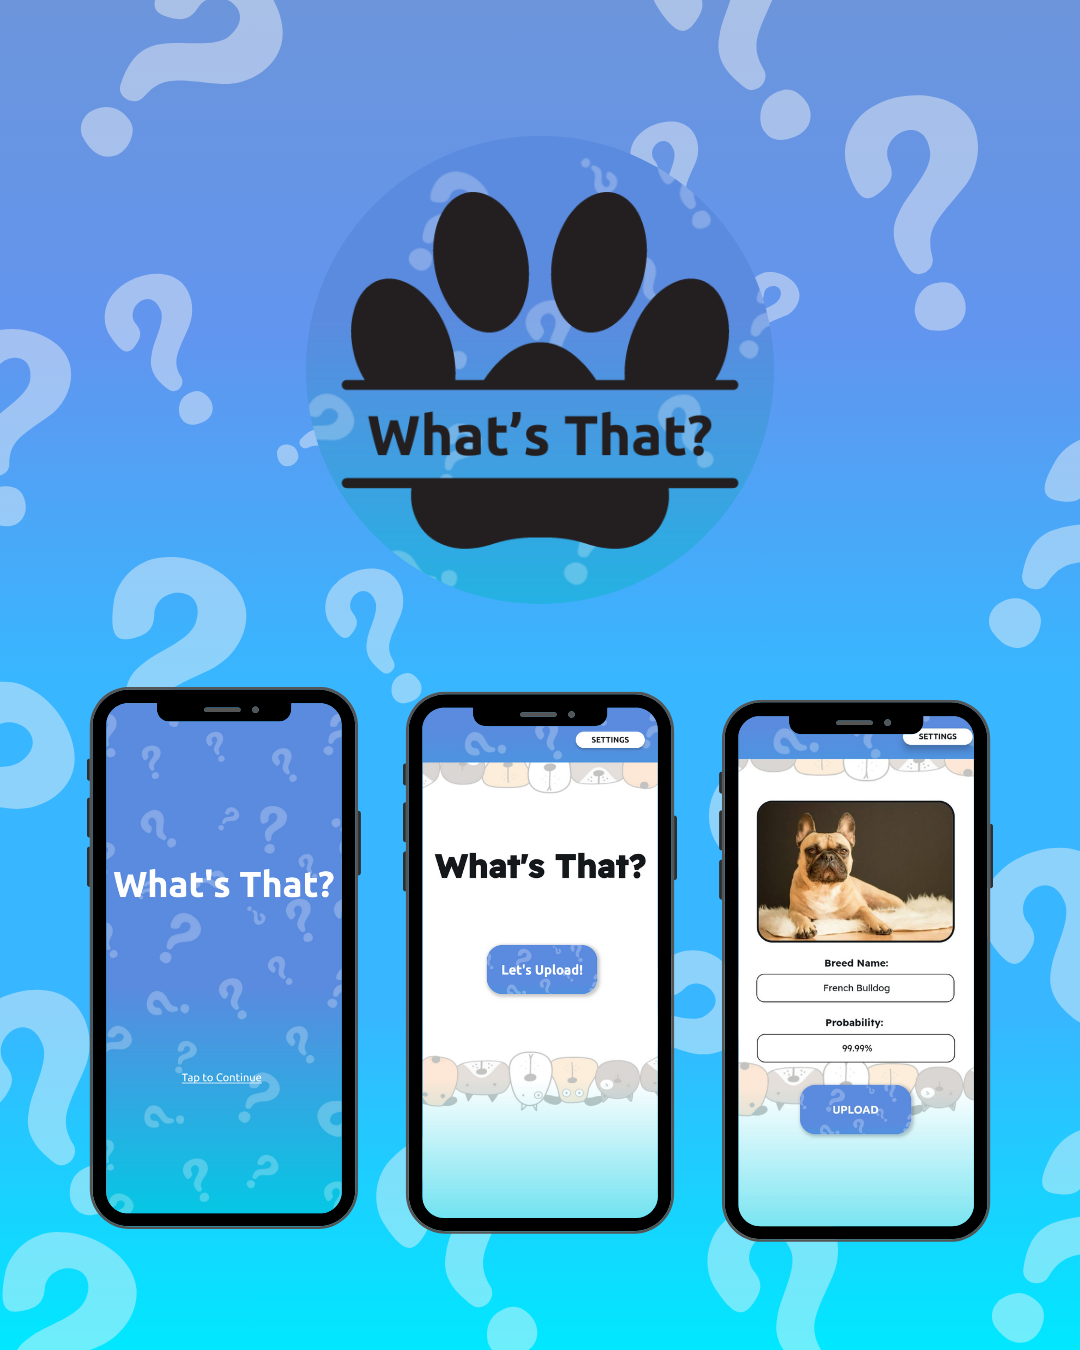 What’s That?
What's That?
Tap to Continue
SETTINGS
What's That?
Let's Upload!
SETTINGS
Breed Name:
French Bulldog
Probability:
99.99%
UPLOAD